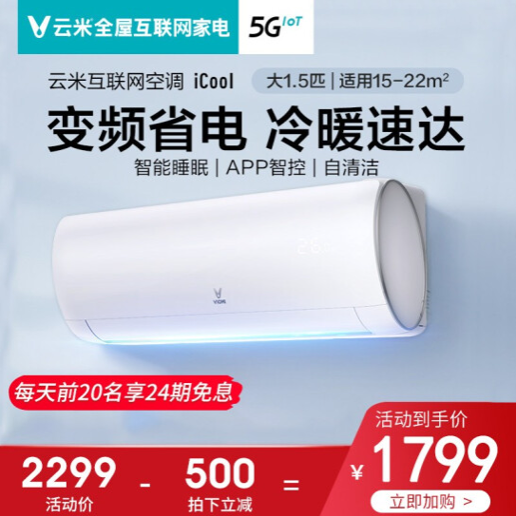 云米全屋互联网家电 5G IoT
云米互联网空调 iCool 大1.5匹 | 适用15-22m²
变频省电 冷暖速达
智能睡眠 | APP智控 | 自清洁
VIOMI
每天前20名享24期免息
活动到手价
2299 - 500 = ¥1799
活动价 拍下立减 立即加购 >